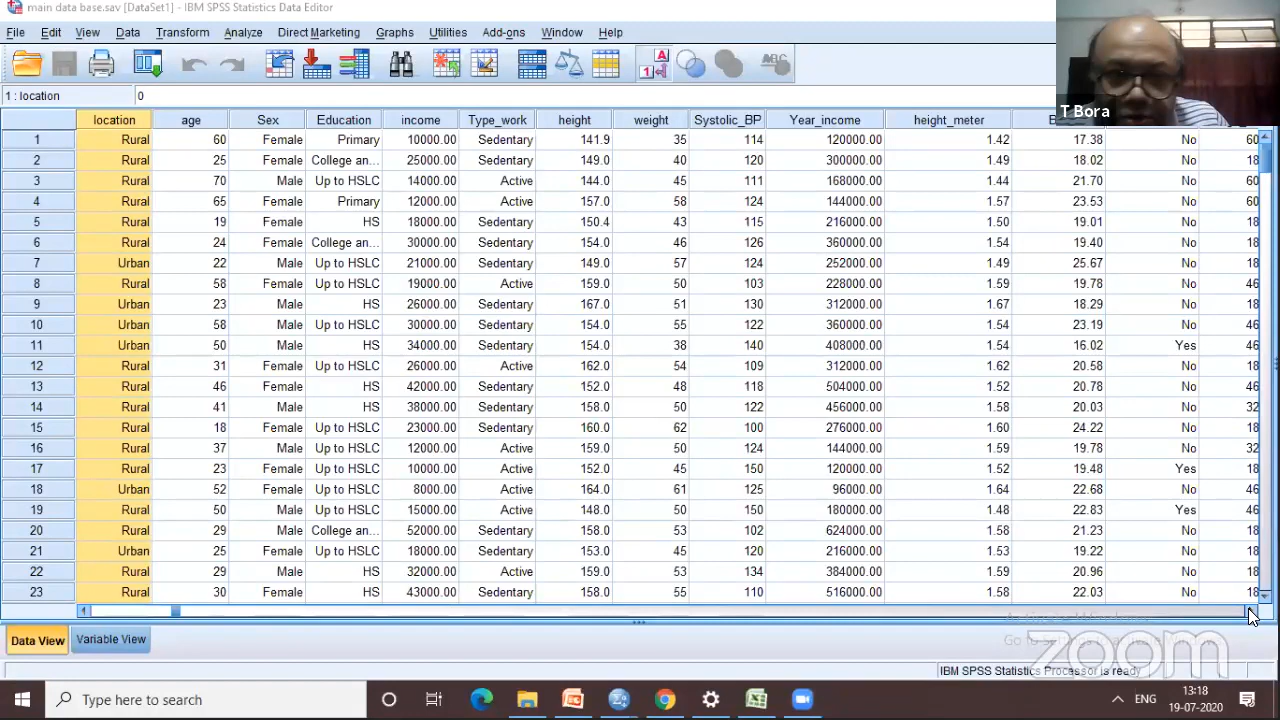 main data base.sav [DataSet1] - IBM SPSS Statistics Data Editor
File Edit View Data Transform Analyze Direct Marketing Graphs Utilities Add-ons Window Help
1 : location 0
T Bora
location age Sex Education income Type_work height weight Systolic_BP Year_income height_meter
1 Rural 60 Female Primary 10000.00 Sedentary 141.9 35 114 120000.00 1.42 17.38 No 60
2 Rural 25 Female College an... 25000.00 Sedentary 149.0 40 120 300000.00 1.49 18.02 No 18
3 Rural 70 Male Up to HSLC 14000.00 Active 144.0 45 111 168000.00 1.44 21.70 No 60
4 Rural 65 Female Primary 12000.00 Active 157.0 58 124 144000.00 1.57 23.53 No 60
5 Rural 19 Female HS 18000.00 Sedentary 150.4 43 115 216000.00 1.50 19.01 No 18
6 Rural 24 Female College an... 30000.00 Sedentary 154.0 46 126 360000.00 1.54 19.40 No 18
7 Urban 22 Male Up to HSLC 21000.00 Sedentary 149.0 57 124 252000.00 1.49 25.67 No 18
8 Rural 58 Female Up to HSLC 19000.00 Active 159.0 50 103 228000.00 1.59 19.78 No 46
9 Urban 23 Male HS 26000.00 Sedentary 167.0 51 130 312000.00 1.67 18.29 No 18
10 Urban 58 Male Up to HSLC 30000.00 Sedentary 154.0 55 122 360000.00 1.54 23.19 No 46
11 Urban 50 Male HS 34000.00 Sedentary 154.0 38 140 408000.00 1.54 16.02 Yes 46
12 Rural 31 Female Up to HSLC 26000.00 Active 162.0 54 109 312000.00 1.62 20.58 No 18
13 Rural 46 Female HS 42000.00 Sedentary 152.0 48 118 504000.00 1.52 20.78 No 46
14 Rural 41 Male HS 38000.00 Sedentary 158.0 50 122 456000.00 1.58 20.03 No 32
15 Rural 18 Female Up to HSLC 23000.00 Sedentary 160.0 62 100 276000.00 1.60 24.22 No 18
16 Rural 37 Male Up to HSLC 12000.00 Active 159.0 50 124 144000.00 1.59 19.78 No 32
17 Rural 23 Female Up to HSLC 10000.00 Active 152.0 45 150 120000.00 1.52 19.48 Yes 18
18 Urban 52 Female Up to HSLC 8000.00 Active 164.0 61 125 96000.00 1.64 22.68 No 46
19 Rural 50 Male Up to HSLC 15000.00 Active 148.0 50 150 180000.00 1.48 22.83 Yes 46
20 Rural 29 Male College an... 52000.00 Sedentary 158.0 53 102 624000.00 1.58 21.23 No 18
21 Urban 25 Female Up to HSLC 18000.00 Sedentary 153.0 45 120 216000.00 1.53 19.22 No 18
22 Rural 29 Male HS 32000.00 Active 159.0 53 134 384000.00 1.59 20.96 No 18
23 Rural 30 Female HS 43000.00 Sedentary 158.0 55 110 516000.00 1.58 22.03 No 18
Data View Variable View
zoom
IBM SPSS Statistics Processor is ready
Type here to search
ENG
13:18
19-07-2020